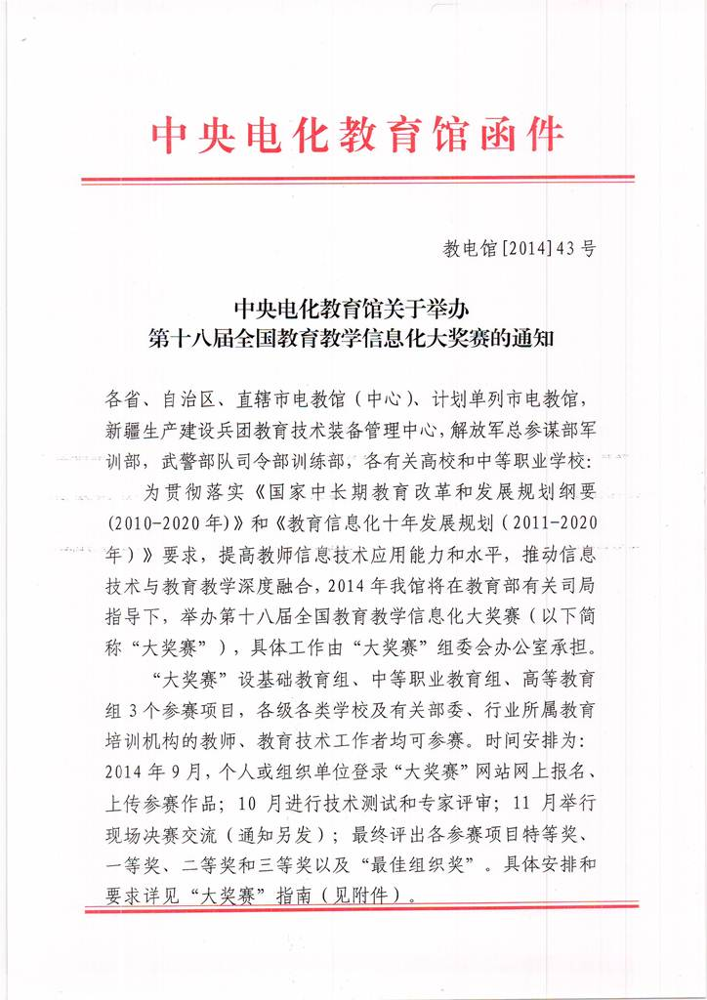 中央电化教育馆函件
教电馆[2014]43号
中央电化教育馆关于举办
第十八届全国教育教学信息化大奖赛的通知
各省、自治区、直辖市电教馆（中心）、计划单列市电教馆，
新疆生产建设兵团教育技术装备管理中心，解放军总参谋部军
训部，武警部队司令部训练部，各有关高校和中等职业学校：
为贯彻落实《国家中长期教育改革和发展规划纲要
(2010-2020年)》和《教育信息化十年发展规划（2011-2020
年）》要求，提高教师信息技术应用能力和水平，推动信息
技术与教育教学深度融合，2014年我馆将在教育部有关司局
指导下，举办第十八届全国教育教学信息化大奖赛（以下简
称“大奖赛”），具体工作由“大奖赛”组委会办公室承担。
“大奖赛”设基础教育组、中等职业教育组、高等教育
组3个参赛项目，各级各类学校及有关部委、行业所属教育
培训机构的教师、教育技术工作者均可参赛。时间安排为：
2014年9月，个人或组织单位登录“大奖赛”网站网上报名、
上传参赛作品；10月进行技术测试和专家评审；11月举行
现场决赛交流（通知另发）；最终评出各参赛项目特等奖、
一等奖、二等奖和三等奖以及“最佳组织奖”。具体安排和
要求详见“大奖赛”指南（见附件）。